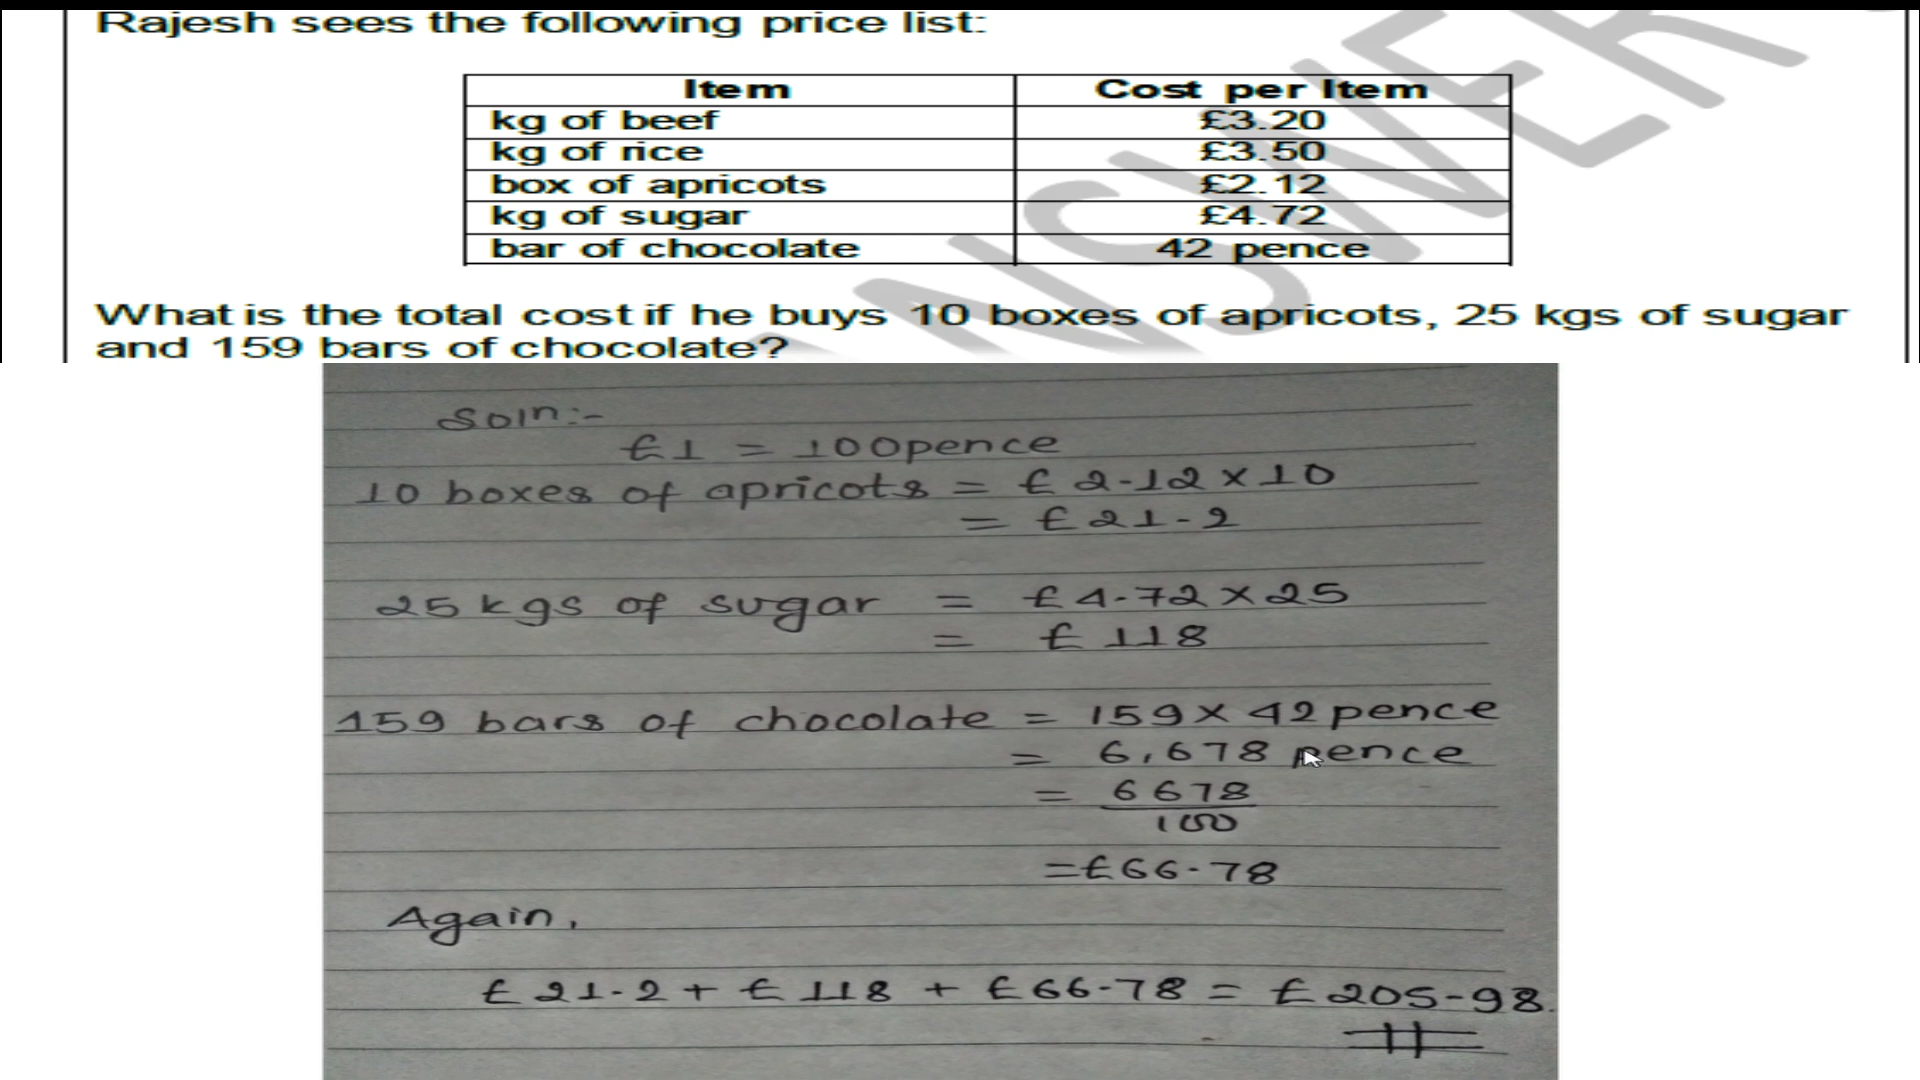 Rajesh sees the following price list:
Item Cost per Item
kg of beef £3.20
kg of rice £3.50
box of apricots £2.12
kg of sugar £4.72
bar of chocolate 42 pence
What is the total cost if he buys 10 boxes of apricots, 25 kgs of sugar
and 159 bars of chocolate?
Soln:-
£1 = 100pence
10 boxes of apricots = £2.12 × 10
= £21.2
25 kgs of sugar = £4.72 × 25
= £118
159 bars of chocolate = 159 × 42 pence
= 6,678 pence
= 6678
100
= £66.78
Again,
£21.2 + £118 + £66.78 = £205.98.